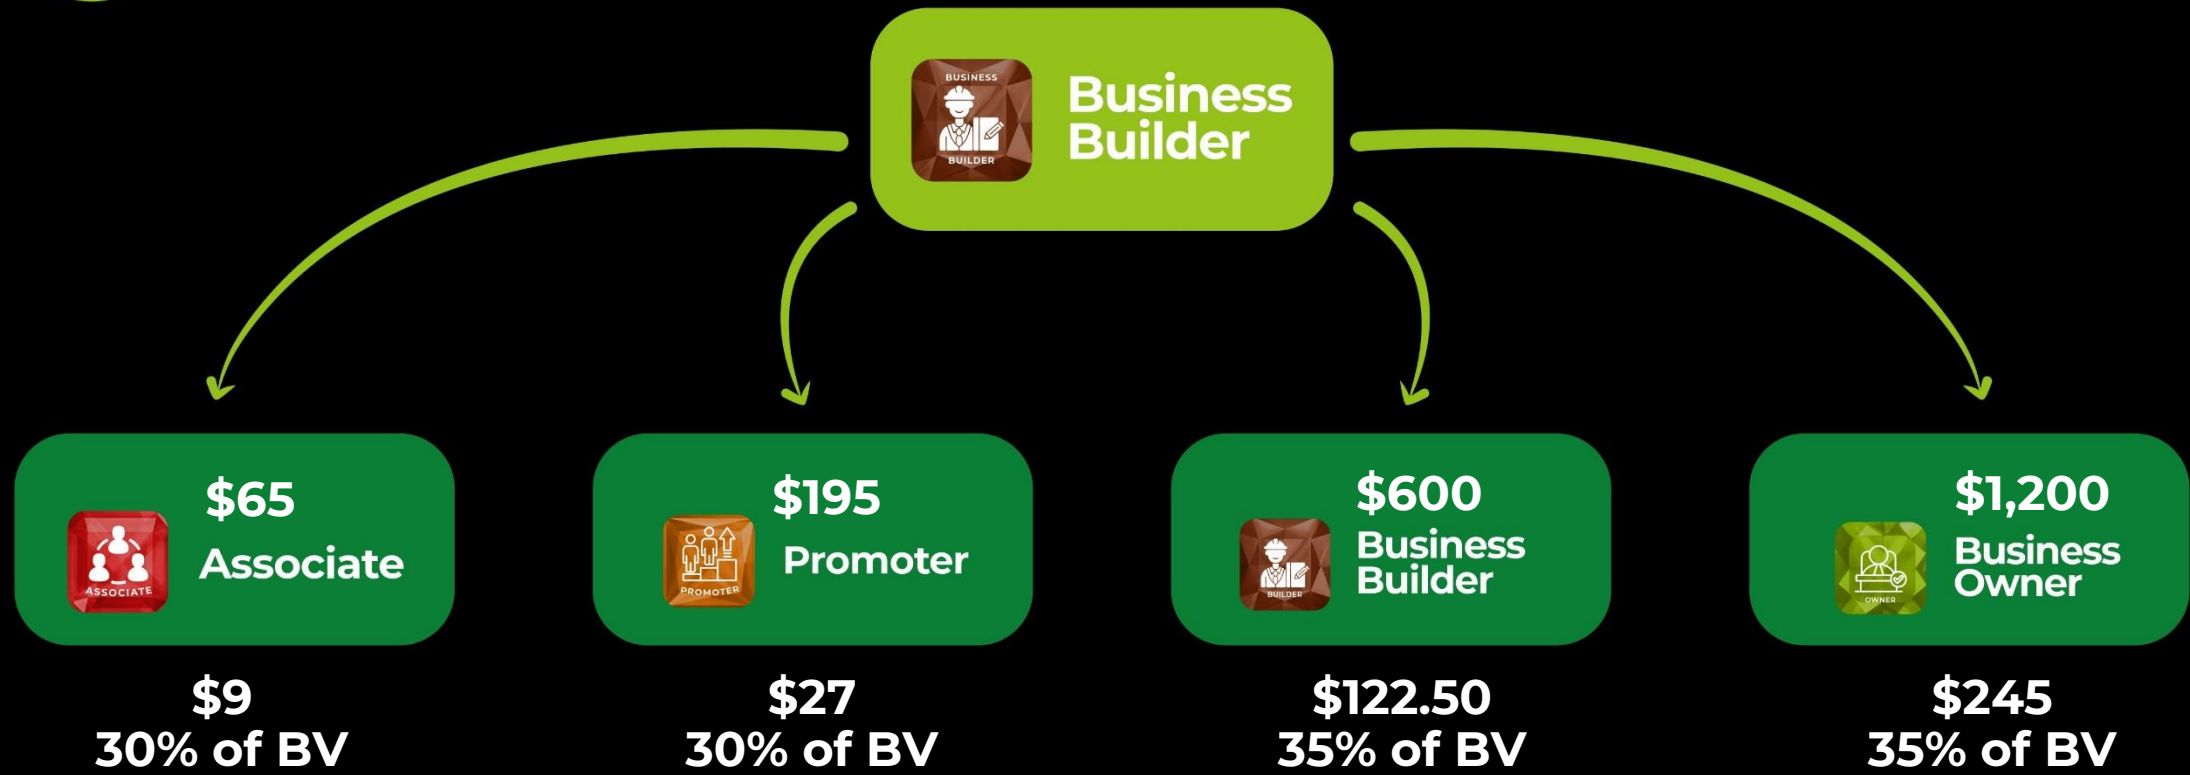 BUSINESS
BUILDER
Business
Builder
$65
ASSOCIATE
Associate
$9
30% of BV
$195
PROMOTER
Promoter
$27
30% of BV
$600
BUILDER
Business
Builder
$122.50
35% of BV
$1,200
OWNER
Business
Owner
$245
35% of BV